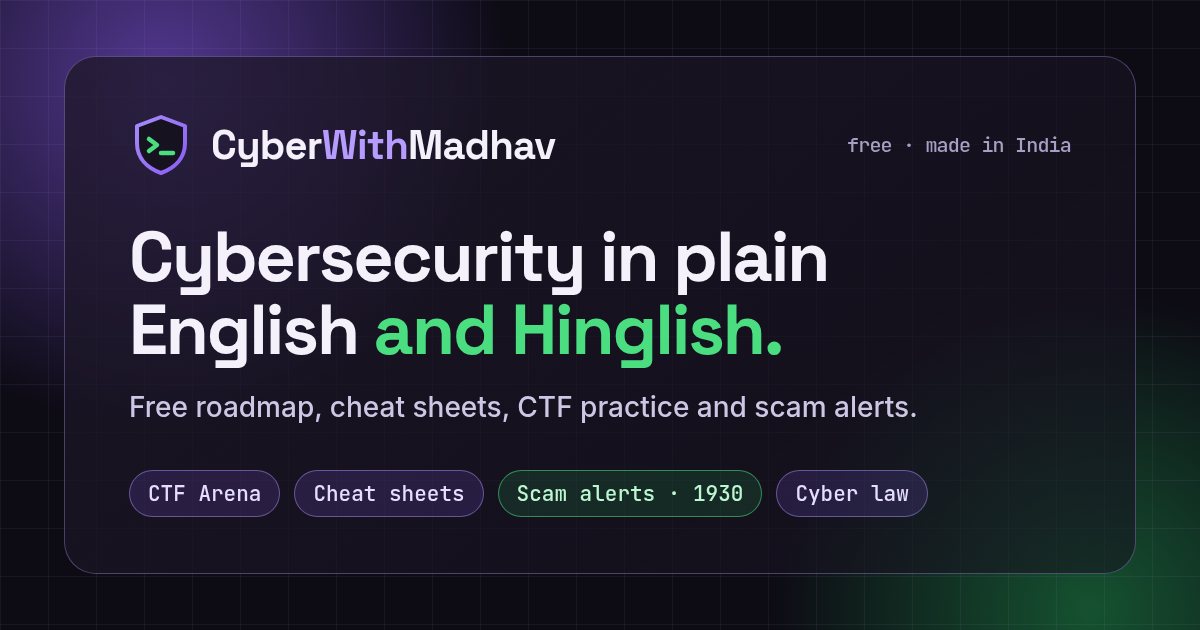 CyberWithMadhav
free · made in India
Cybersecurity in plain
English and Hinglish.
Free roadmap, cheat sheets, CTF practice and scam alerts.
CTF Arena
Cheat sheets
Scam alerts · 1930
Cyber law